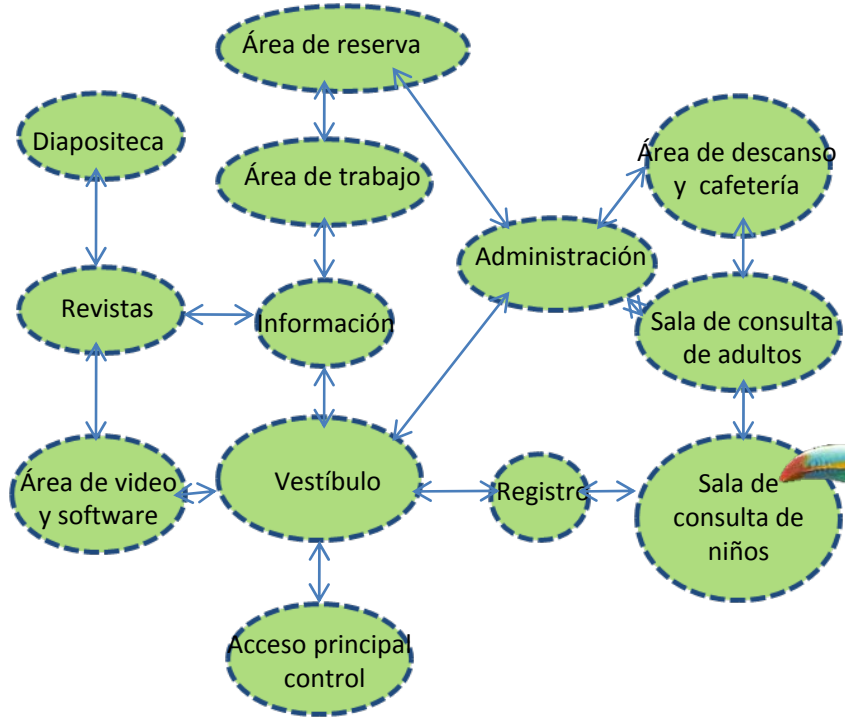 Área de reserva
Diapositeca
Área de trabajo
Área de descanso
y cafetería
Administración
Revistas
Información
Sala de consulta
de adultos
Área de video
y software
Vestíbulo
Registro
Sala de
consulta de
niños
Acceso principal
control